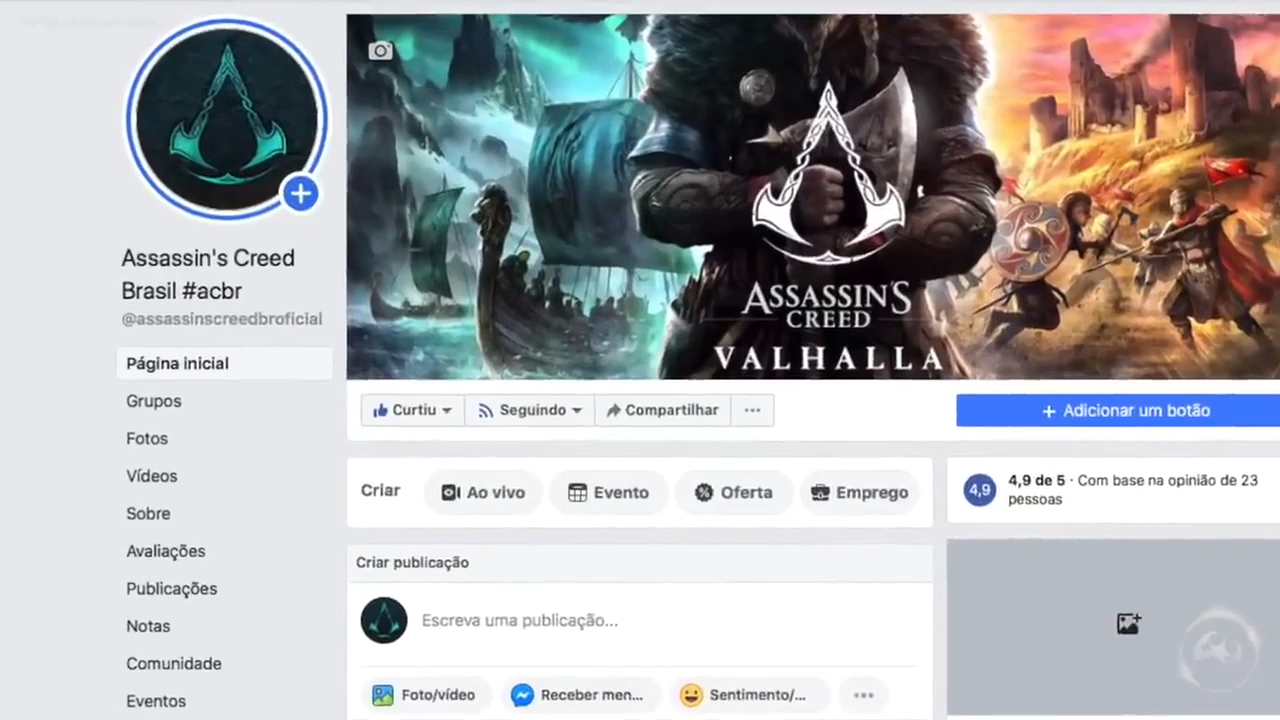 Assassin's Creed
Brasil #acbr
@assassinscreedbroficial
Página inicial
Grupos
Fotos
Vídeos
Sobre
Avaliações
Publicações
Notas
Comunidade
Eventos
ASSASSIN'S
CREED
VALHALLA
Curtiu
Seguindo
Compartilhar
+ Adicionar um botão
Criar
Ao vivo
Evento
Oferta
Emprego
4,9
4,9 de 5 · Com base na opinião de 23
pessoas
Criar publicação
Escreva uma publicação...
Foto/vídeo
Receber men...
Sentimento/...